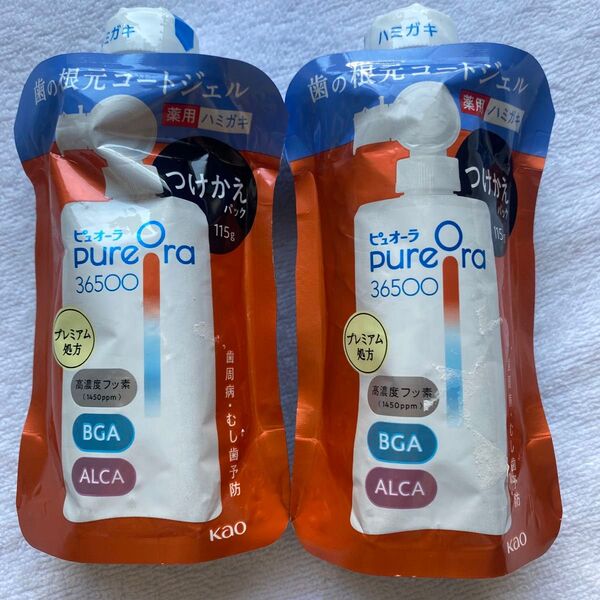 ハミガキ
歯の根元コートジェル
薬用 ハミガキ
つけかえ
パック
115g
ピュオーラ
PureOra
36500
プレミアム
処方
高濃度フッ素
(1450ppm)
BGA
ALCA
歯周病・むし歯予防
Kao
ハミガキ
歯の根元コートジェル
薬用 ハミガキ
つけかえ
パック
115g
ピュオーラ
PureOra
36500
プレミアム
処方
高濃度フッ素
(1450ppm)
BGA
ALCA
むし歯予防
Kao